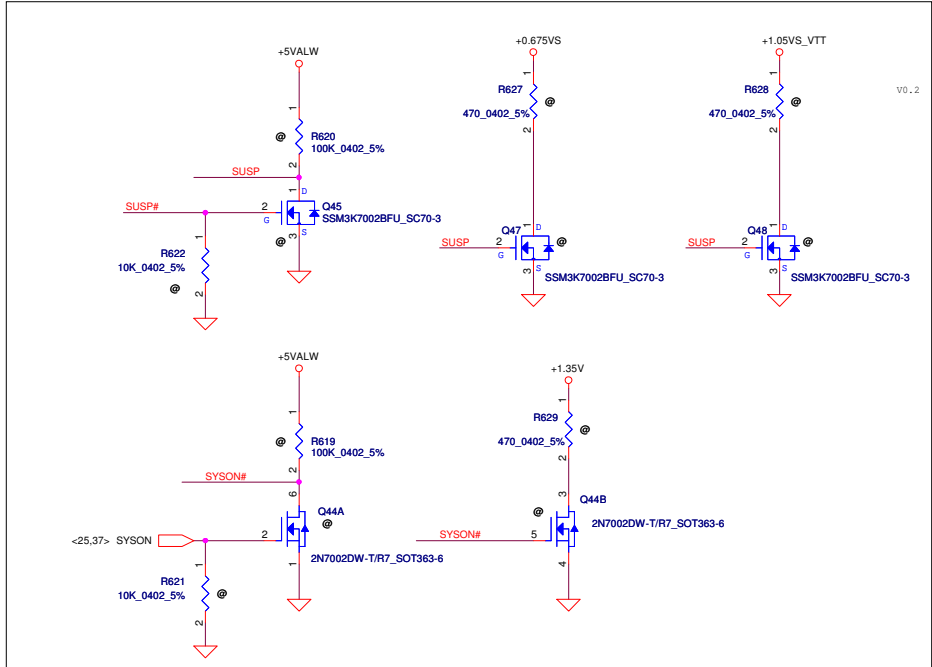 +5VALW
1
@
R620
100K_0402_5%
2
SUSP
1
D
SUSP#
2
G
Q45
SSM3K7002BFU_SC70-3
@
3
S
1
R622
10K_0402_5%
@
2
+0.675VS
1
R627
@
470_0402_5%
2
1
D
Q47
@
SUSP
2
G
3
S
SSM3K7002BFU_SC70-3
+1.05VS_VTT
1
R628
@
470_0402_5%
2
1
D
Q48
@
SUSP
2
G
3
S
SSM3K7002BFU_SC70-3
V0.2
+5VALW
1
@
R619
100K_0402_5%
2
SYSON#
6
Q44A
@
<25,37> SYSON
2
2N7002DW-T/R7_SOT363-6
1
1
R621
10K_0402_5%
@
2
+1.35V
1
R629
@
470_0402_5%
2
3
Q44B
@
2N7002DW-T/R7_SOT363-6
SYSON#
5
4